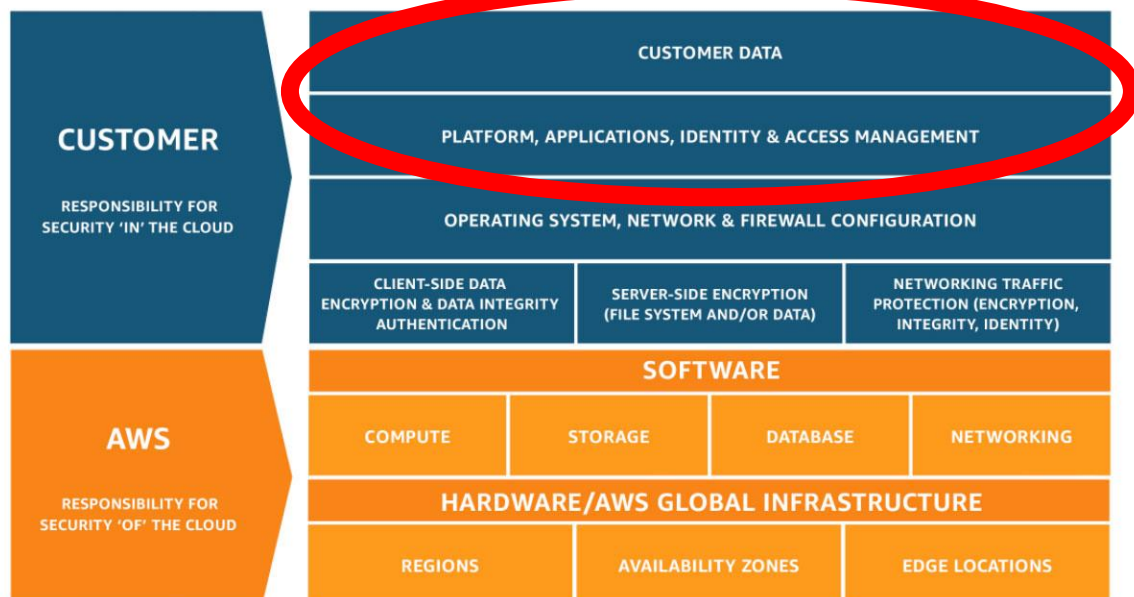 CUSTOMER
RESPONSIBILITY FOR
SECURITY ‘IN’ THE CLOUD
CUSTOMER DATA
PLATFORM, APPLICATIONS, IDENTITY & ACCESS MANAGEMENT
OPERATING SYSTEM, NETWORK & FIREWALL CONFIGURATION
CLIENT-SIDE DATA
ENCRYPTION & DATA INTEGRITY
AUTHENTICATION
SERVER-SIDE ENCRYPTION
(FILE SYSTEM AND/OR DATA)
NETWORKING TRAFFIC
PROTECTION (ENCRYPTION,
INTEGRITY, IDENTITY)
AWS
RESPONSIBILITY FOR
SECURITY ‘OF’ THE CLOUD
SOFTWARE
COMPUTE
STORAGE
DATABASE
NETWORKING
HARDWARE/AWS GLOBAL INFRASTRUCTURE
REGIONS
AVAILABILITY ZONES
EDGE LOCATIONS